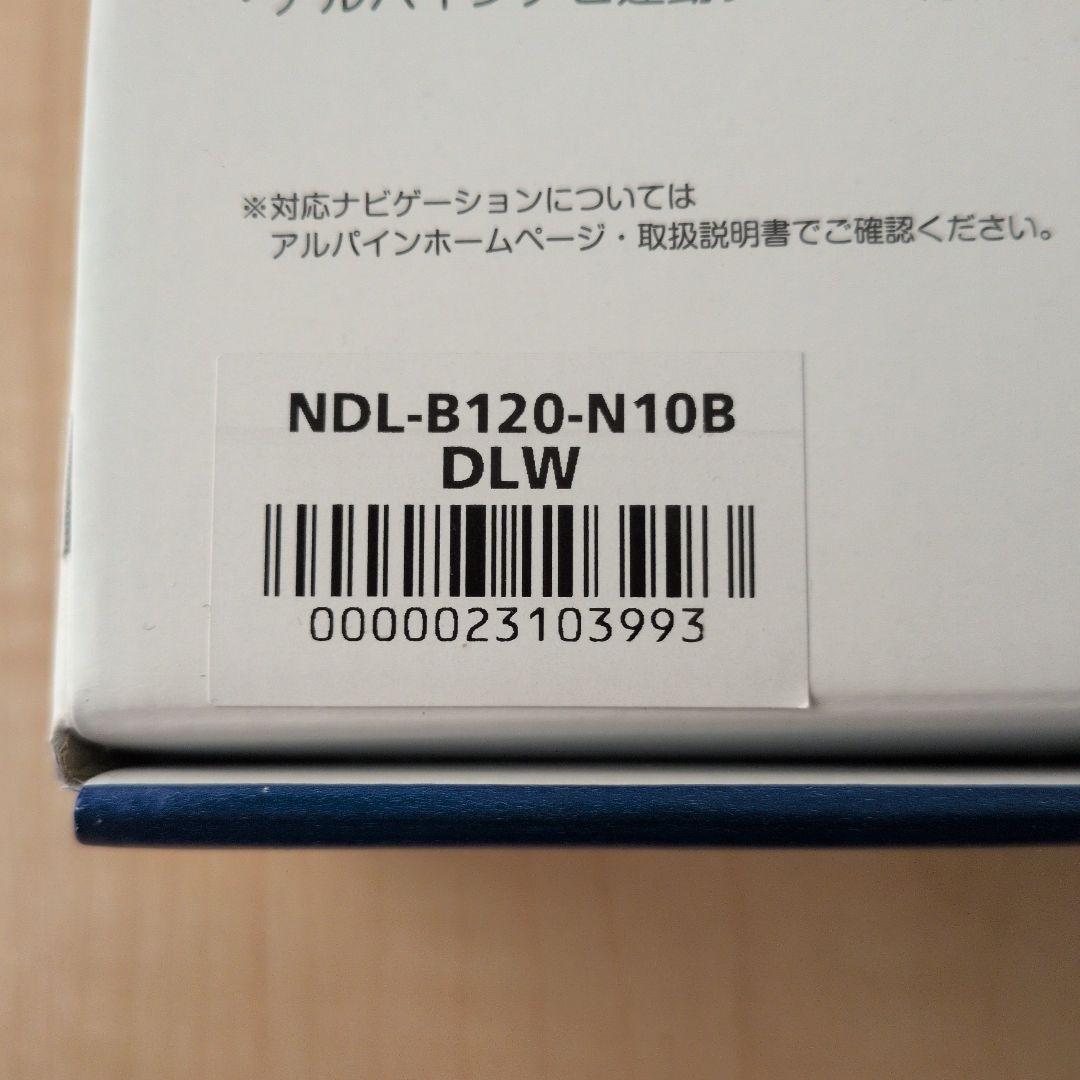 ※対応ナビゲーションについては
アルパインホームページ・取扱説明書でご確認ください。
NDL-B120-N10B
DLW
0000023103993